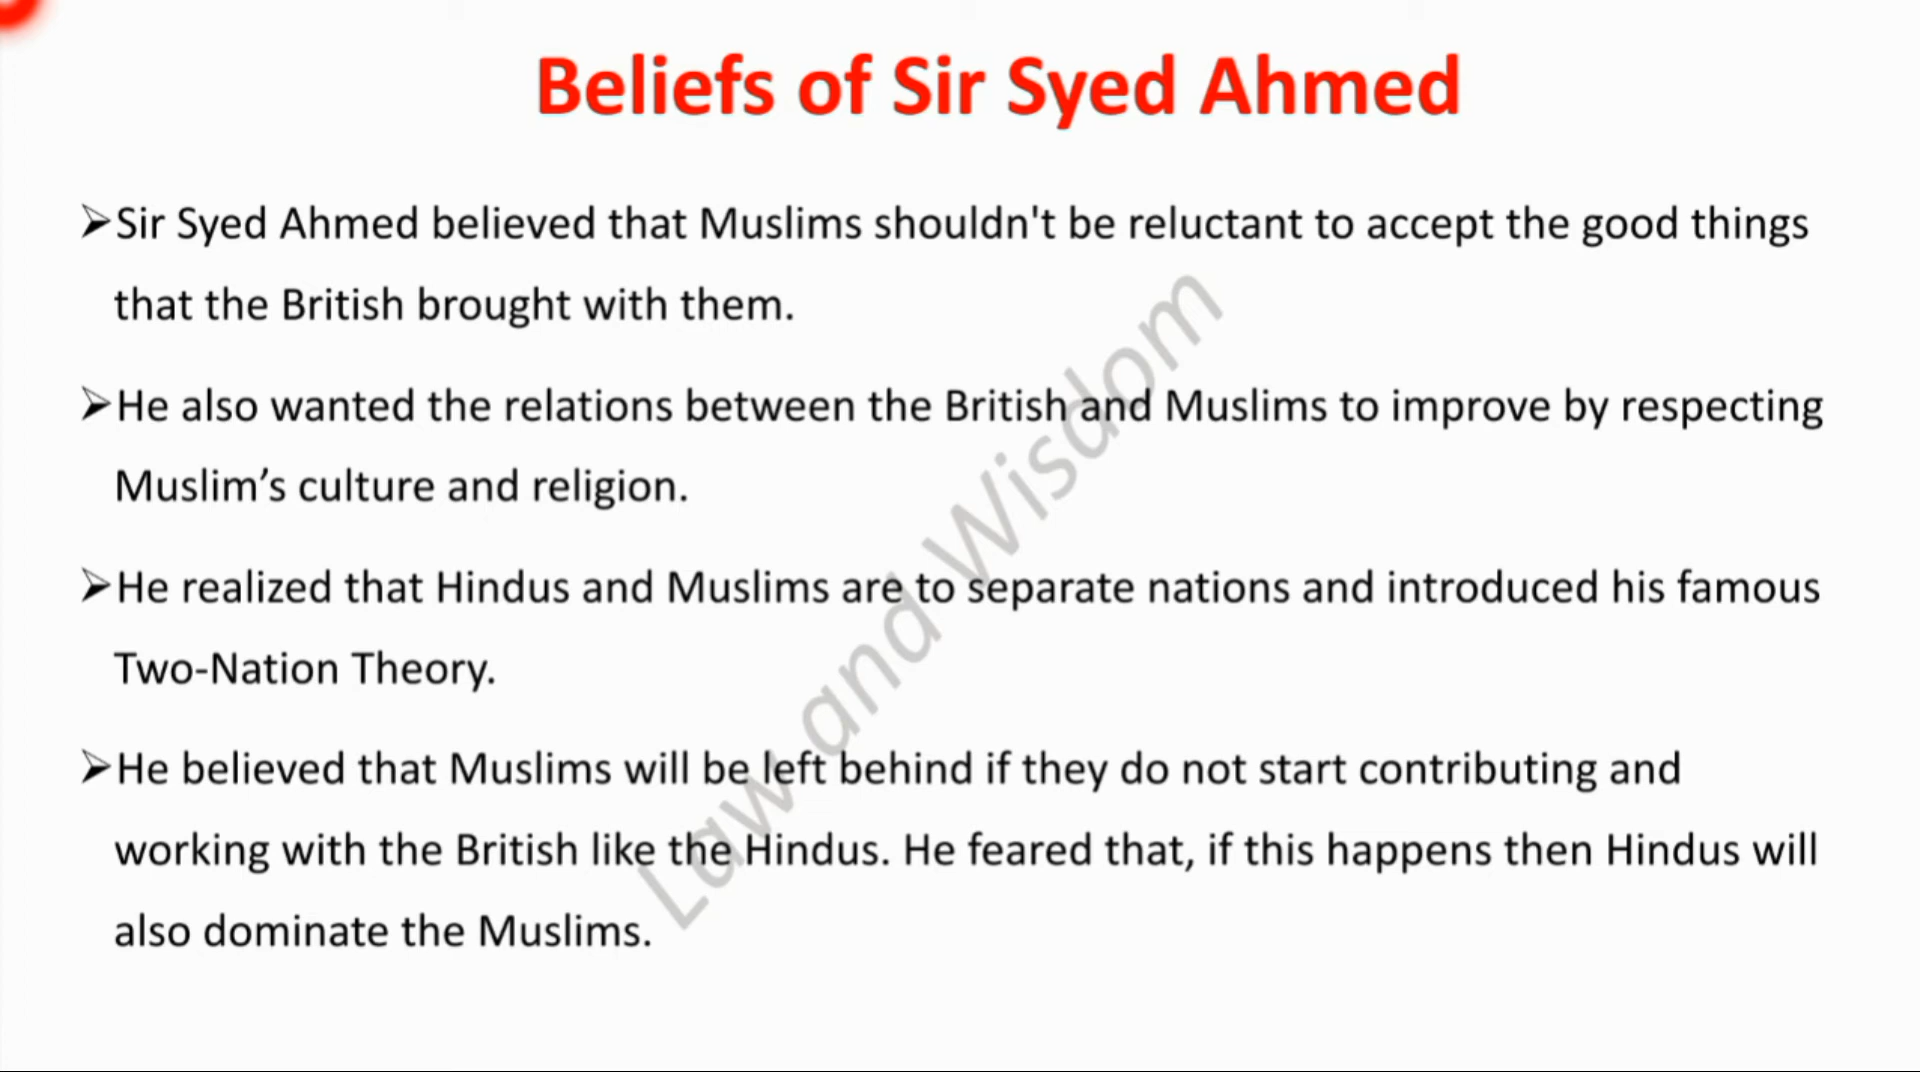 Beliefs of Sir Syed Ahmed
➢Sir Syed Ahmed believed that Muslims shouldn't be reluctant to accept the good things
that the British brought with them.
➢He also wanted the relations between the British and Muslims to improve by respecting
Muslim’s culture and religion.
➢He realized that Hindus and Muslims are to separate nations and introduced his famous
Two-Nation Theory.
➢He believed that Muslims will be left behind if they do not start contributing and
working with the British like the Hindus. He feared that, if this happens then Hindus will
also dominate the Muslims.
Law and Wisdom